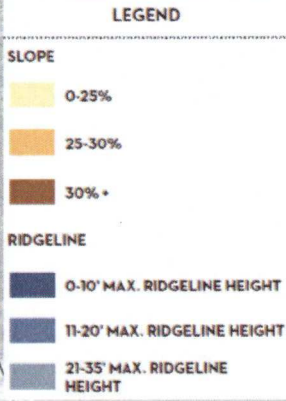 LEGEND
SLOPE
0-25%
25-30%
30% +
RIDGELINE
0-10' MAX. RIDGELINE HEIGHT
11-20' MAX. RIDGELINE HEIGHT
21-35' MAX. RIDGELINE
HEIGHT